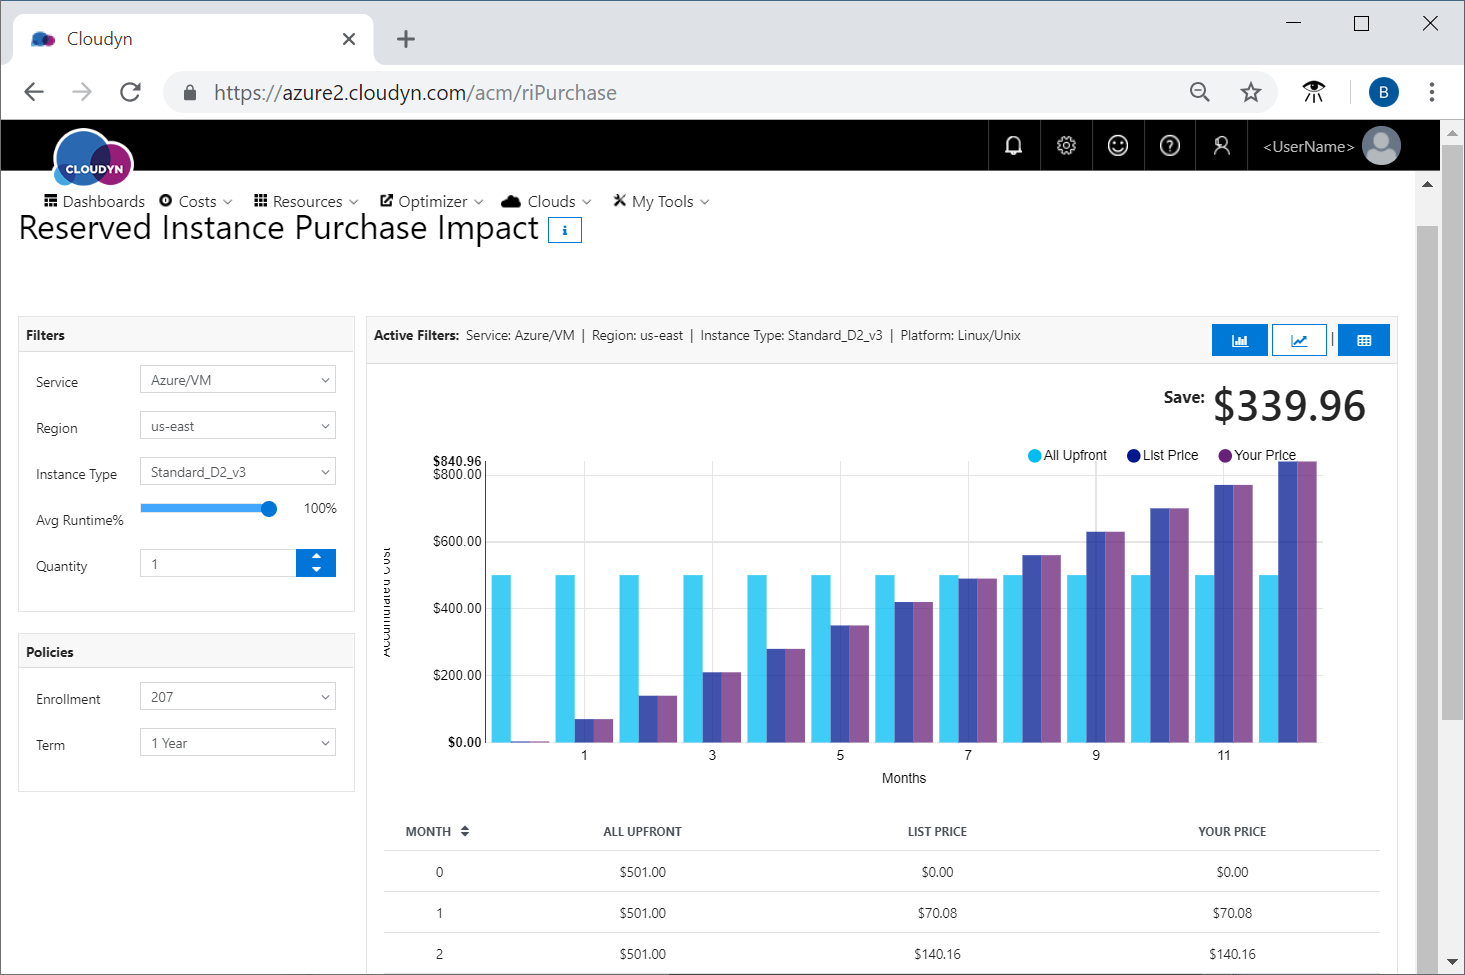 Cloudyn
https://azure2.cloudyn.com/acm/riPurchase
B
CLOUDYN
<UserName>
Dashboards Costs Resources Optimizer Clouds My Tools
Reserved Instance Purchase Impact
i
Filters
Service Azure/VM
Region us-east
Instance Type Standard_D2_v3
Avg Runtime% 100%
Quantity 1
Policies
Enrollment 207
Term 1 Year
Active Filters: Service: Azure/VM | Region: us-east | Instance Type: Standard_D2_v3 | Platform: Linux/Unix
|
Save: $339.96
All Upfront List Price Your Price
$840.96
$800.00
$600.00
$400.00
$200.00
$0.00
Accumulated Cost
1 3 5 7 9 11
Months
MONTH ALL UPFRONT LIST PRICE YOUR PRICE
0 $501.00 $0.00 $0.00
1 $501.00 $70.08 $70.08
2 $501.00 $140.16 $140.16